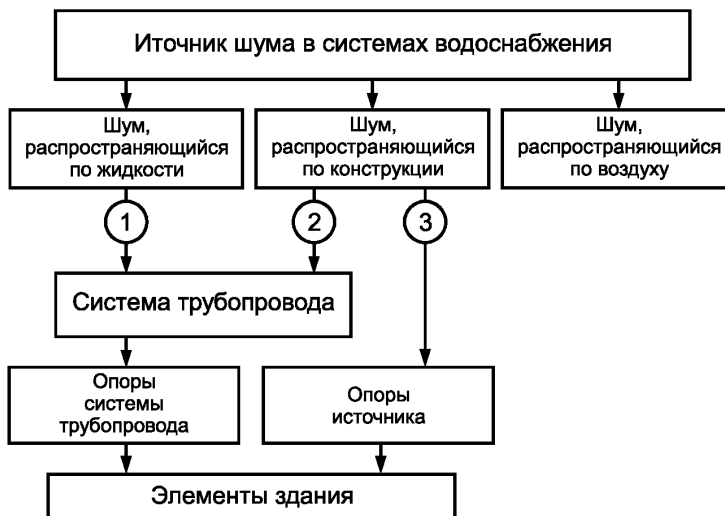 Иточник шума в системах водоснабжения
Шум,
распространяющийся
по жидкости
Шум,
распространяющийся
по конструкции
Шум,
распространяющийся
по воздуху
1
2
3
Система трубопровода
Опоры
системы
трубопровода
Опоры
источника
Элементы здания